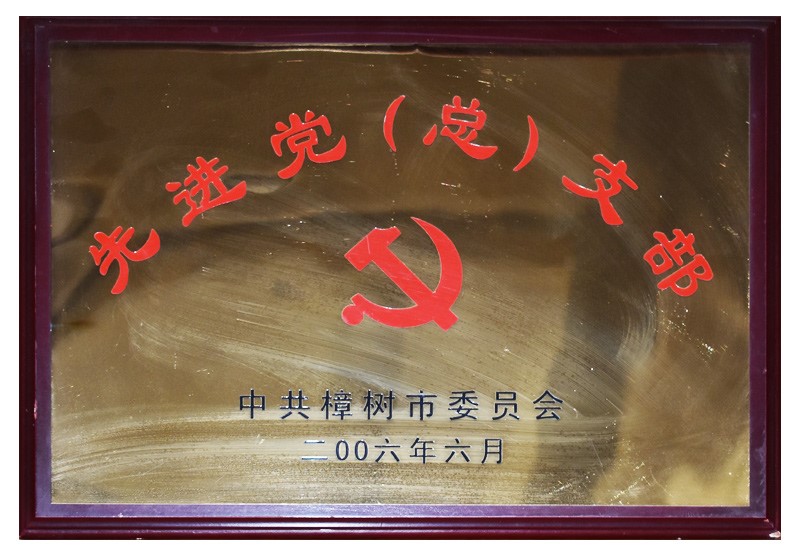 先进党(总)支部
中共樟树市委员会
二00六年六月